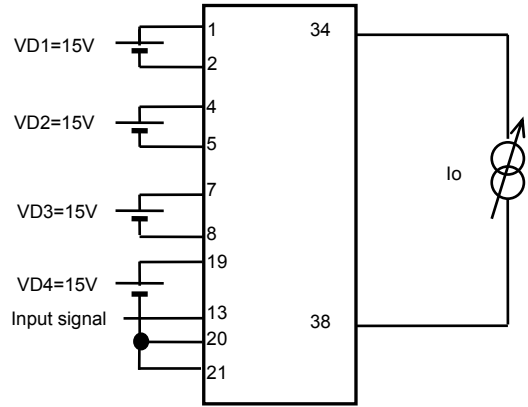 1
34
VD1=15V
2
4
VD2=15V
5
7
Io
VD3=15V
8
19
VD4=15V
Input signal
13
38
20
21